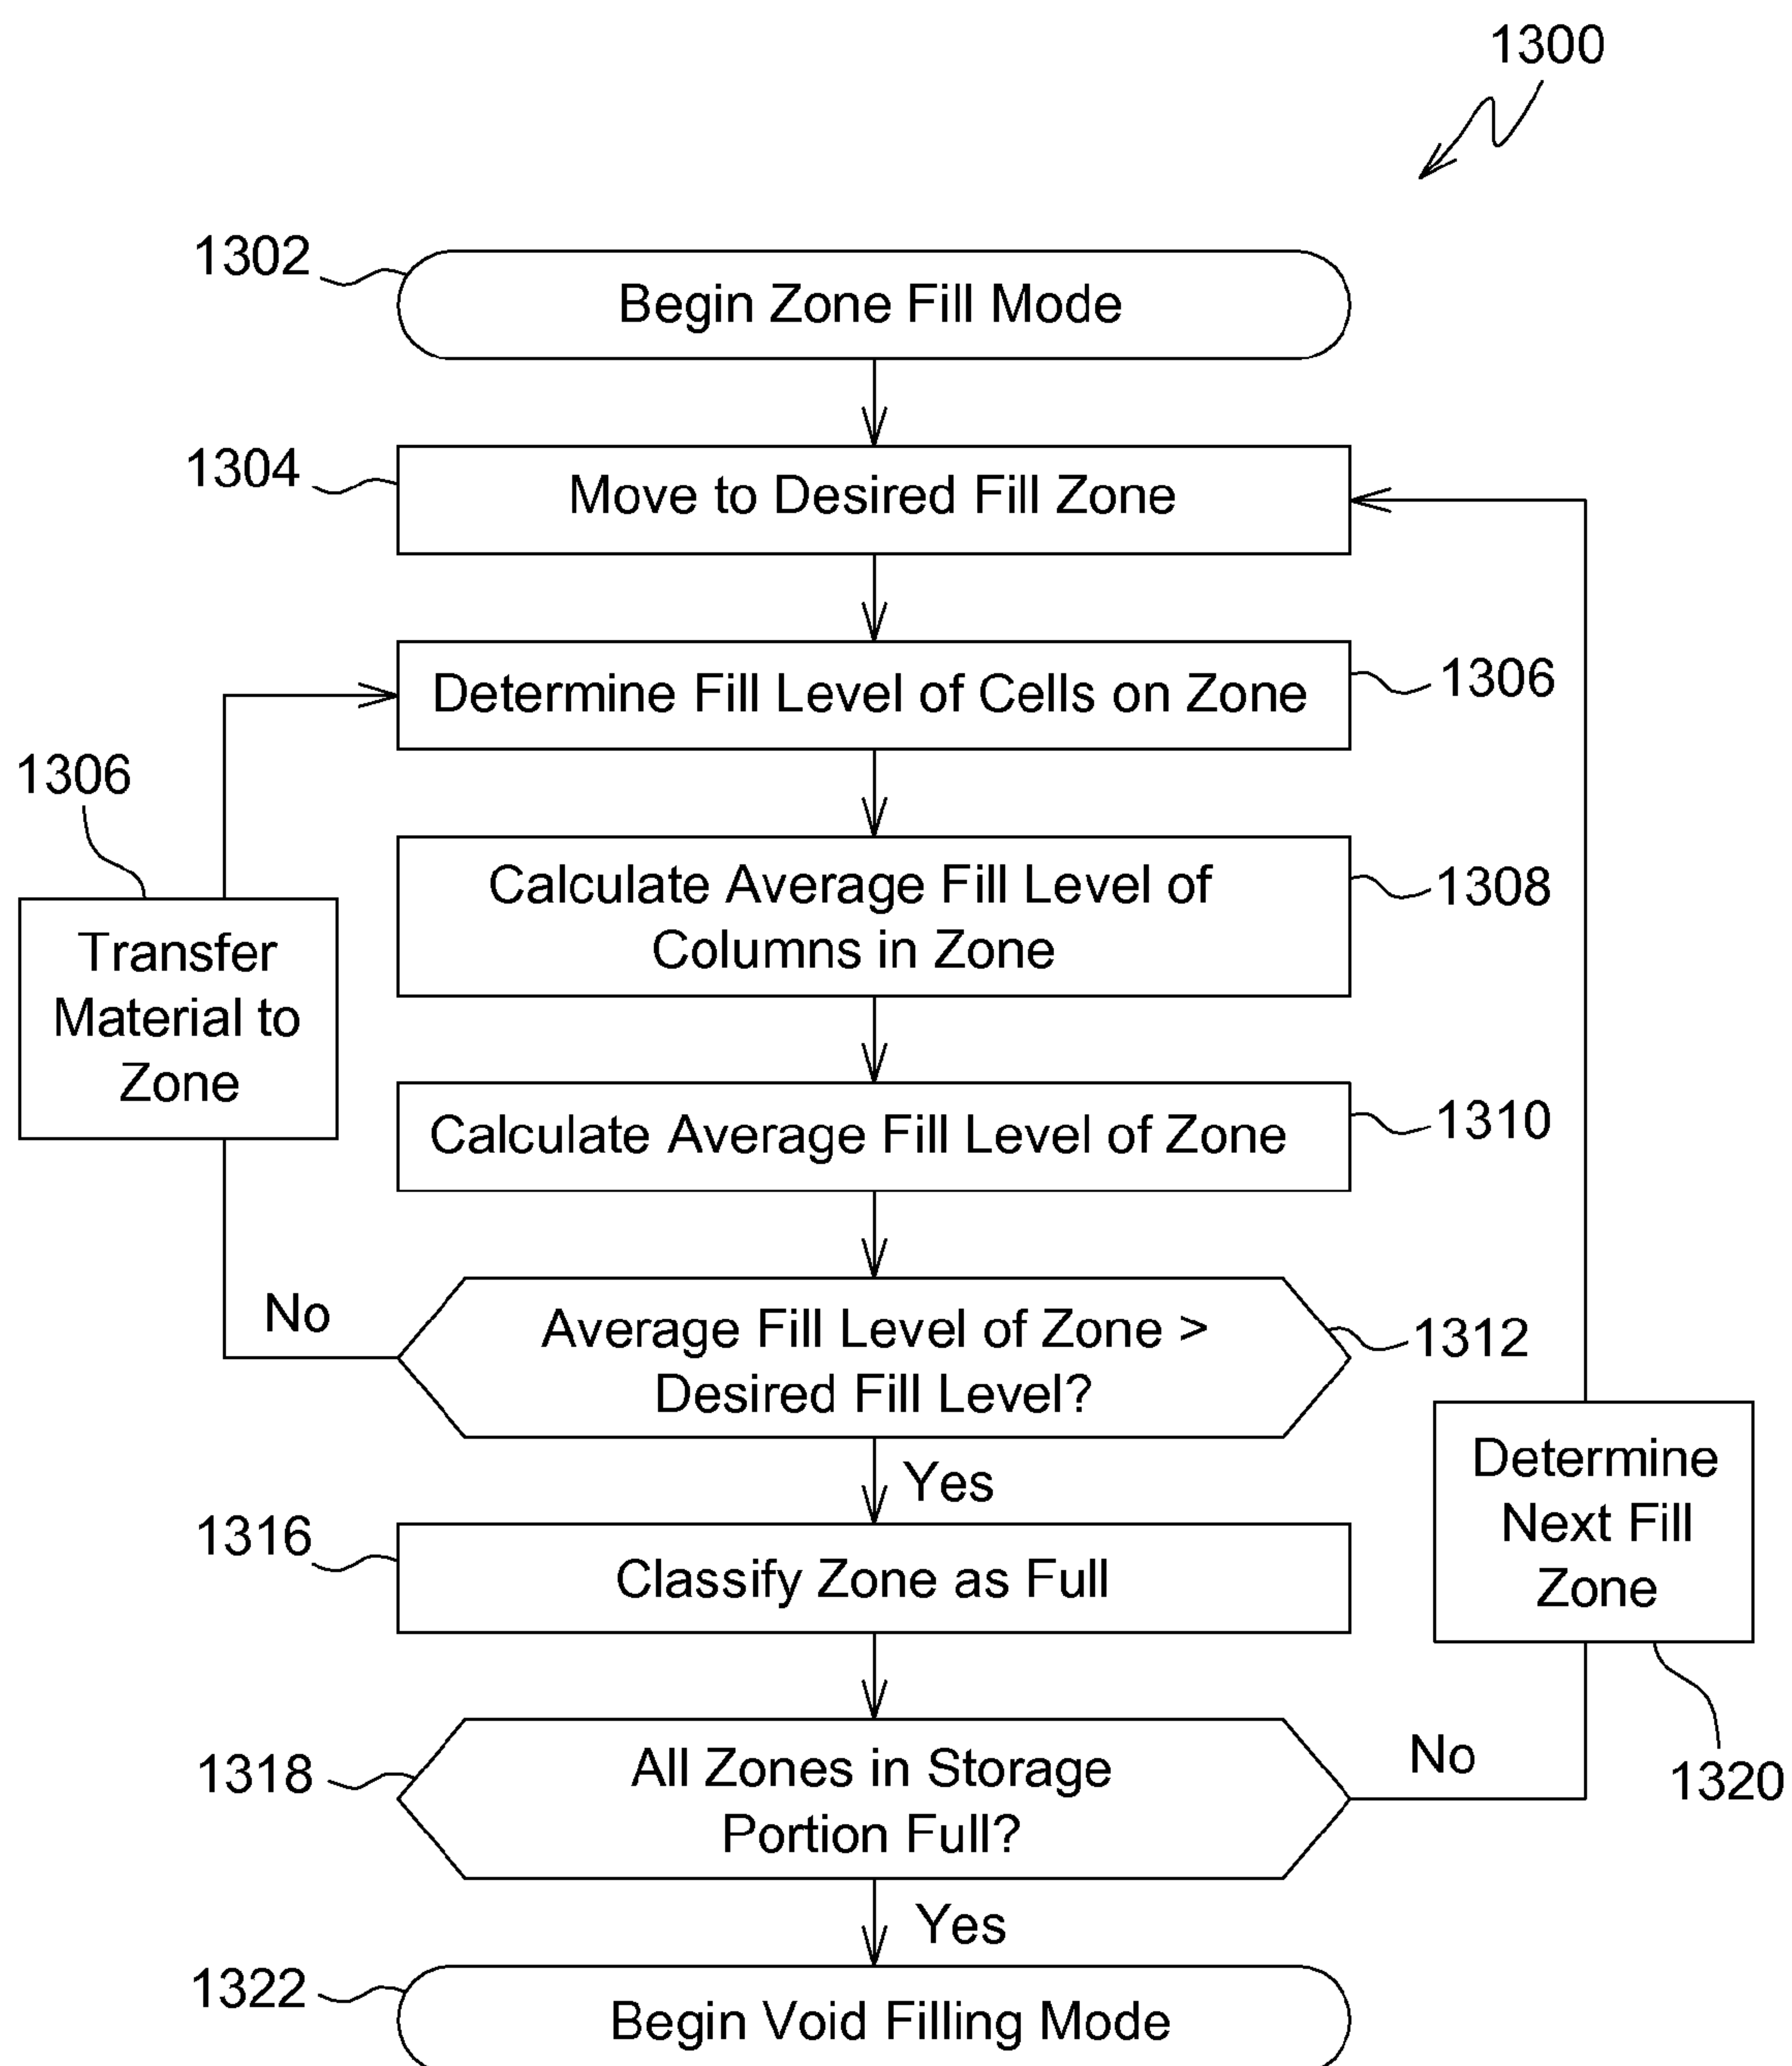 1300
1302
Begin Zone Fill Mode
1304
Move to Desired Fill Zone
Determine Fill Level of Cells on Zone
1306
1306
Transfer
Material to
Zone
Calculate Average Fill Level of
Columns in Zone
1308
Calculate Average Fill Level of Zone
1310
No
Average Fill Level of Zone >
Desired Fill Level?
1312
Yes
Determine
Next Fill
Zone
1316
Classify Zone as Full
1318
All Zones in Storage
Portion Full?
No
1320
Yes
1322
Begin Void Filling Mode